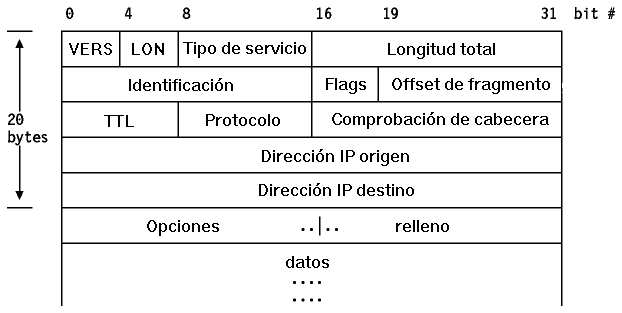 0 4 8 16 19 31 bit #
VERS LON Tipo de servicio Longitud total
Identificación Flags Offset de fragmento
20
bytes
TTL Protocolo Comprobación de cabecera
Dirección IP origen
Dirección IP destino
Opciones ..|.. relleno
datos
....
....